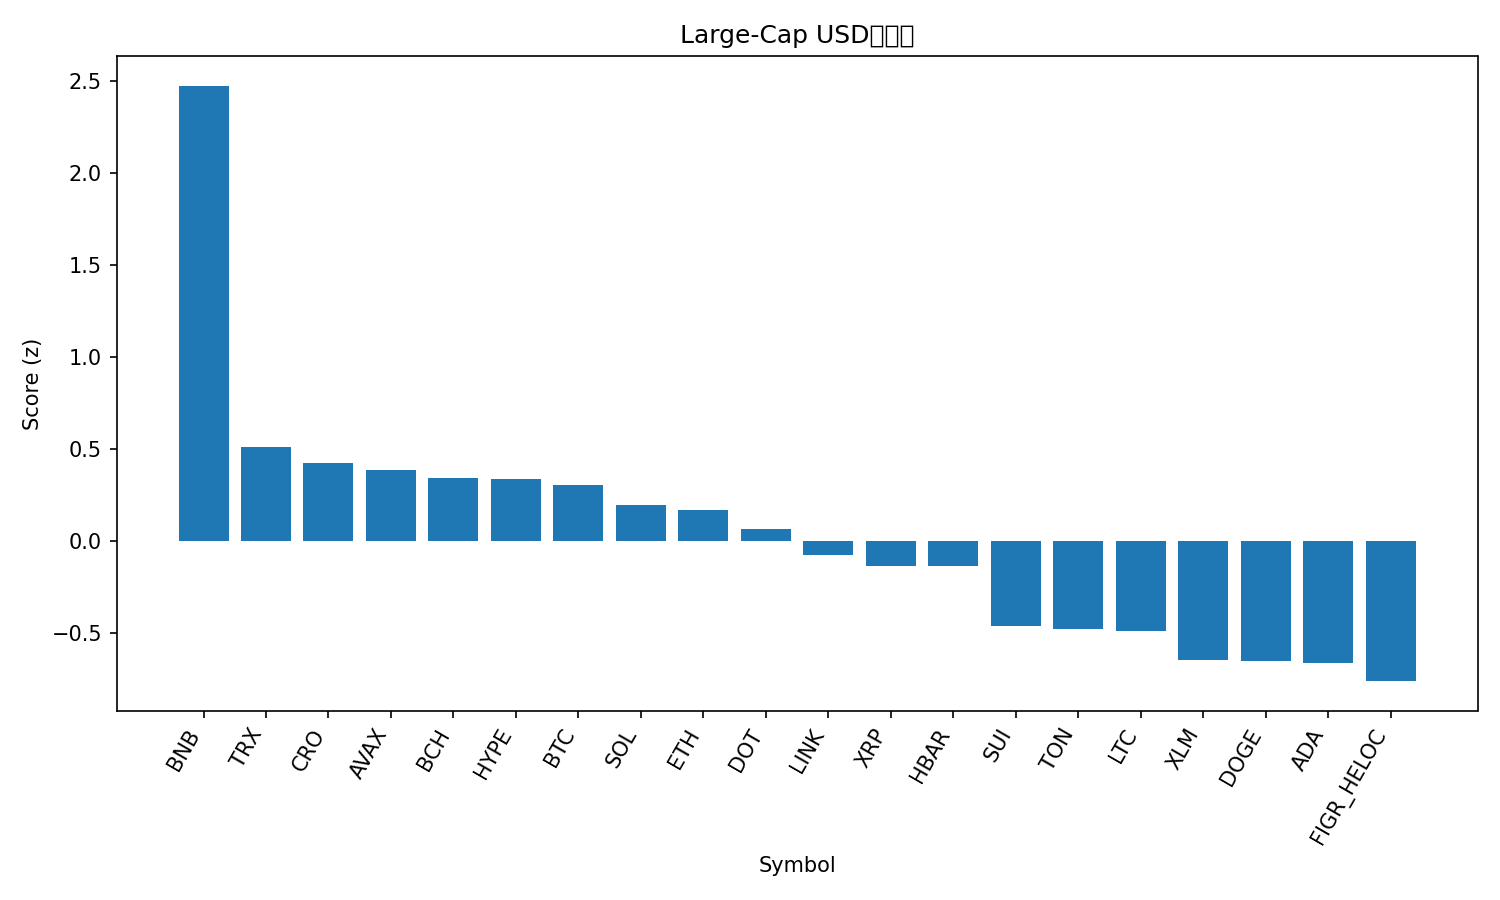 Large-Cap USD
Score (z)
2.5
2.0
1.5
1.0
0.5
0.0
−0.5
BNB
TRX
CRO
AVAX
BCH
HYPE
BTC
SOL
ETH
DOT
LINK
XRP
HBAR
SUI
TON
LTC
XLM
DOGE
ADA
FIGR_HELOC
Symbol